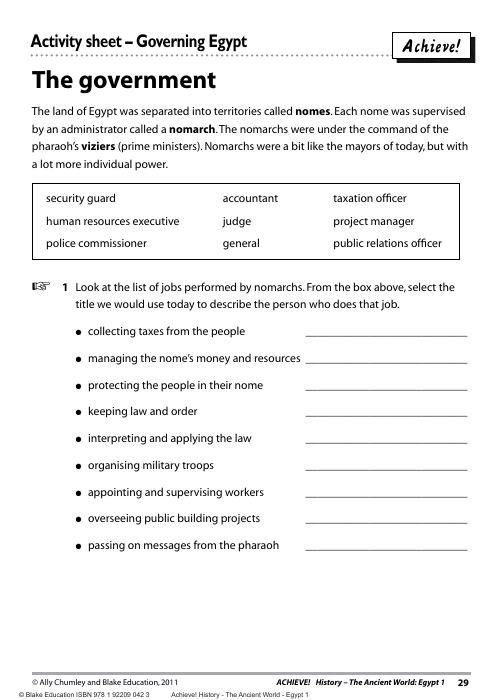 Activity sheet – Governing Egypt
Achieve!
The government
The land of Egypt was separated into territories called nomes. Each nome was supervised
by an administrator called a nomarch. The nomarchs were under the command of the
pharaoh's viziers (prime ministers). Nomarchs were a bit like the mayors of today, but with
a lot more individual power.
security guard accountant taxation officer
human resources executive judge project manager
police commissioner general public relations officer
1 Look at the list of jobs performed by nomarchs. From the box above, select the
title we would use today to describe the person who does that job.
• collecting taxes from the people
• managing the nome's money and resources
• protecting the people in their nome
• keeping law and order
• interpreting and applying the law
• organising military troops
• appointing and supervising workers
• overseeing public building projects
• passing on messages from the pharaoh
© Ally Chumley and Blake Education, 2011 ACHIEVE! History – The Ancient World: Egypt 1 29
© Blake Education ISBN 978 1 92209 042 3 Achieve! History - The Ancient World - Egypt 1